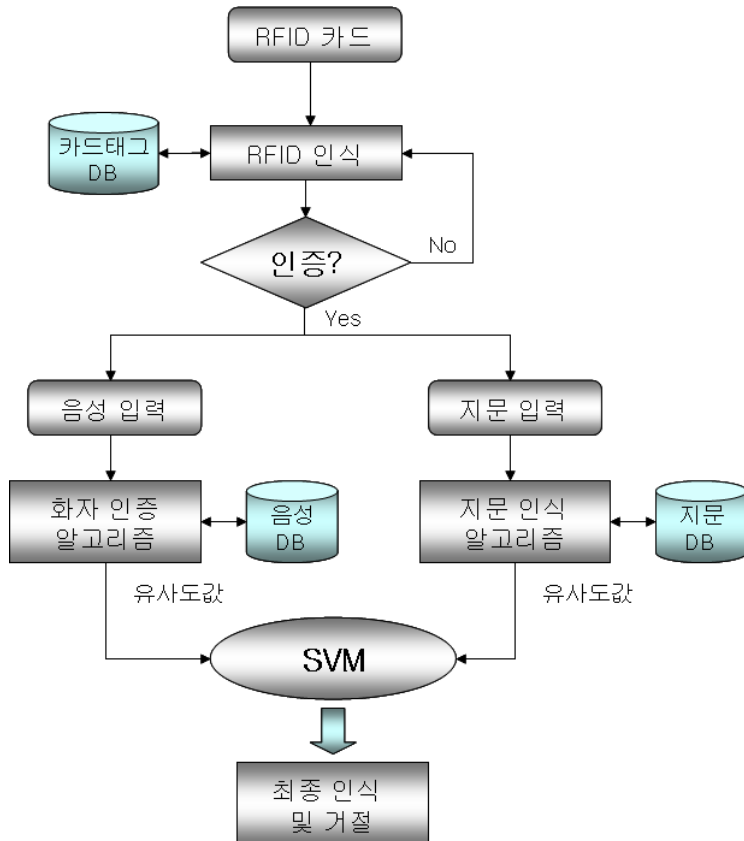 RFID 카드
카드태그
DB
RFID 인식
인증?
No
Yes
음성 입력
지문 입력
화자 인증
알고리즘
음성
DB
지문 인식
알고리즘
지문
DB
유사도값
유사도값
SVM
최종 인식
및 거절